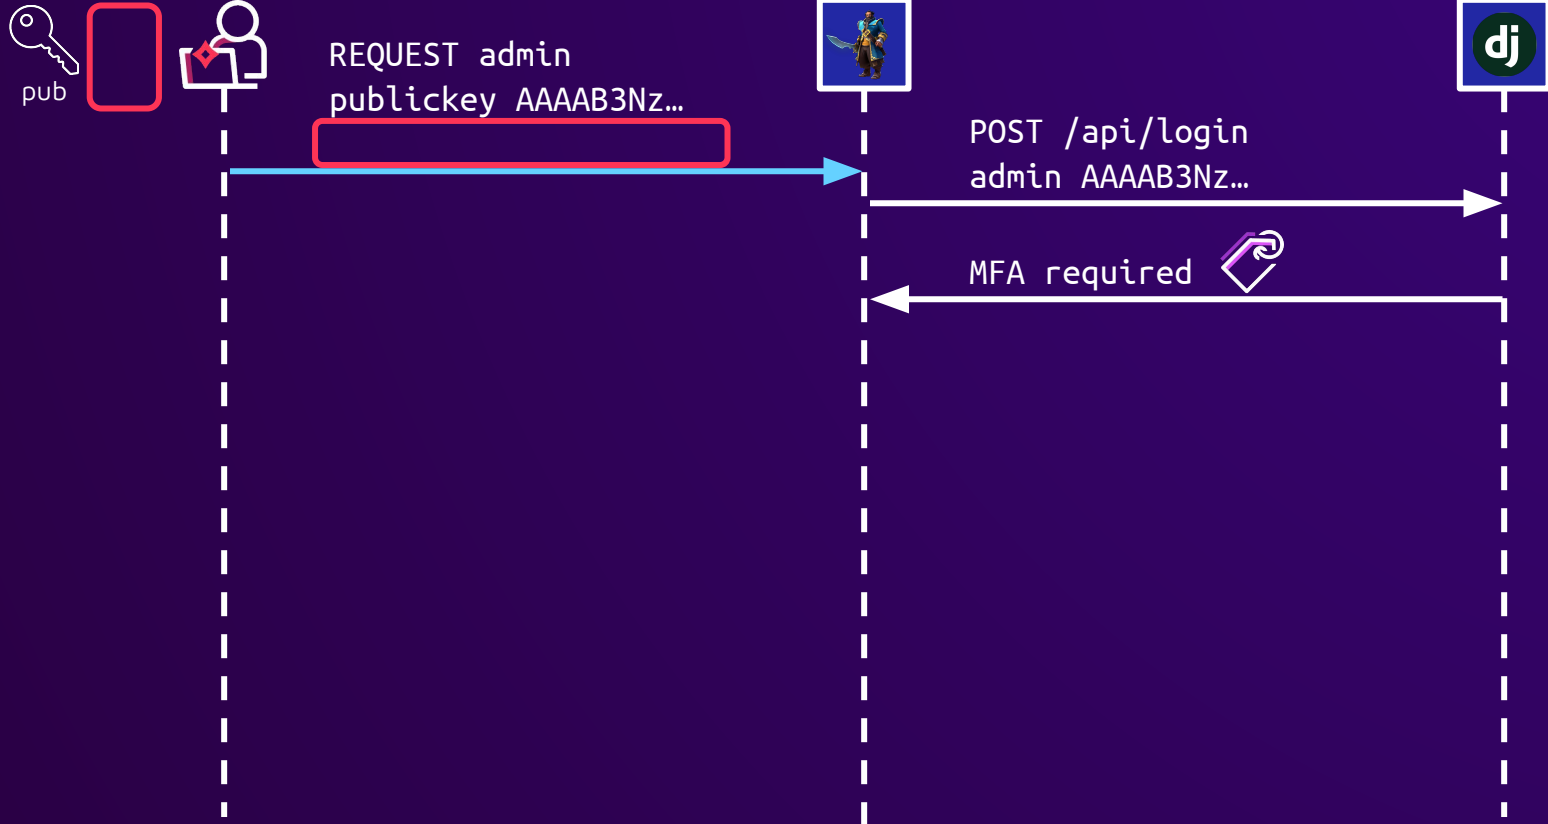 pub
REQUEST admin
publickey AAAAB3Nz…
dj
POST /api/login
admin AAAAB3Nz…
MFA required